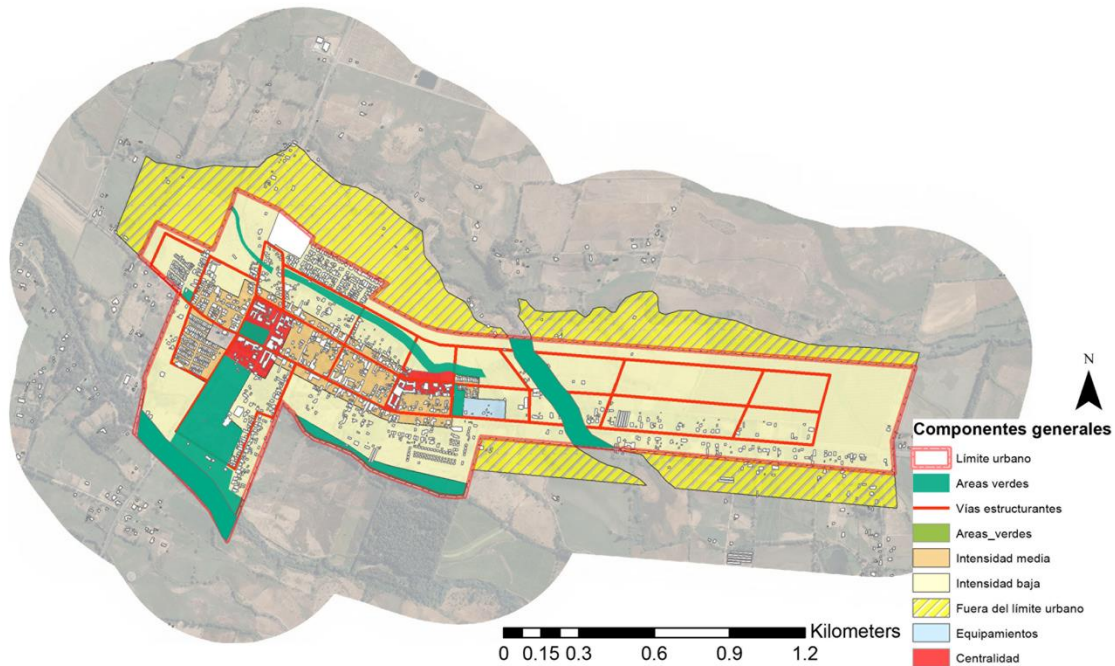 N
Componentes generales
Límite urbano
Areas verdes
Vías estructurantes
Areas_verdes
Intensidad media
Intensidad baja
Fuera del límite urbano
Equipamientos
Centralidad
Kilometers
0 0.15 0.3 0.6 0.9 1.2